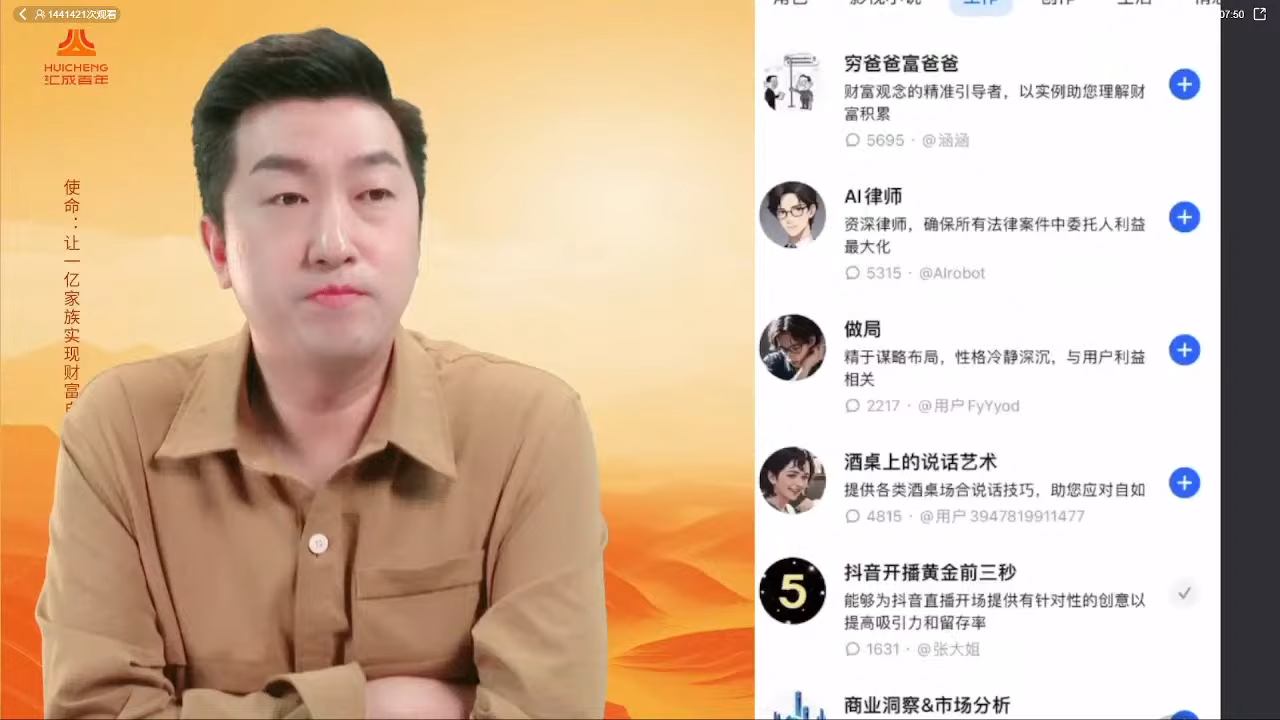 1441421次观看
07:50
HUICHENG
汇成百年
使命：让一亿家族实现财富
工作
穷爸爸富爸爸
财富观念的精准引导者，以实例助您理解财
富积累
5695 · @涵涵
AI律师
资深律师，确保所有法律案件中委托人利益
最大化
5315 · @AIrobot
做局
精于谋略布局，性格冷静深沉，与用户利益
相关
2217 · @用户FyYyod
酒桌上的说话艺术
提供各类酒桌场合说话技巧，助您应对自如
4815 · @用户3947819911477
5
抖音开播黄金前三秒
能够为抖音直播开场提供有针对性的创意以
提高吸引力和留存率
1631 · @张大姐
商业洞察&市场分析